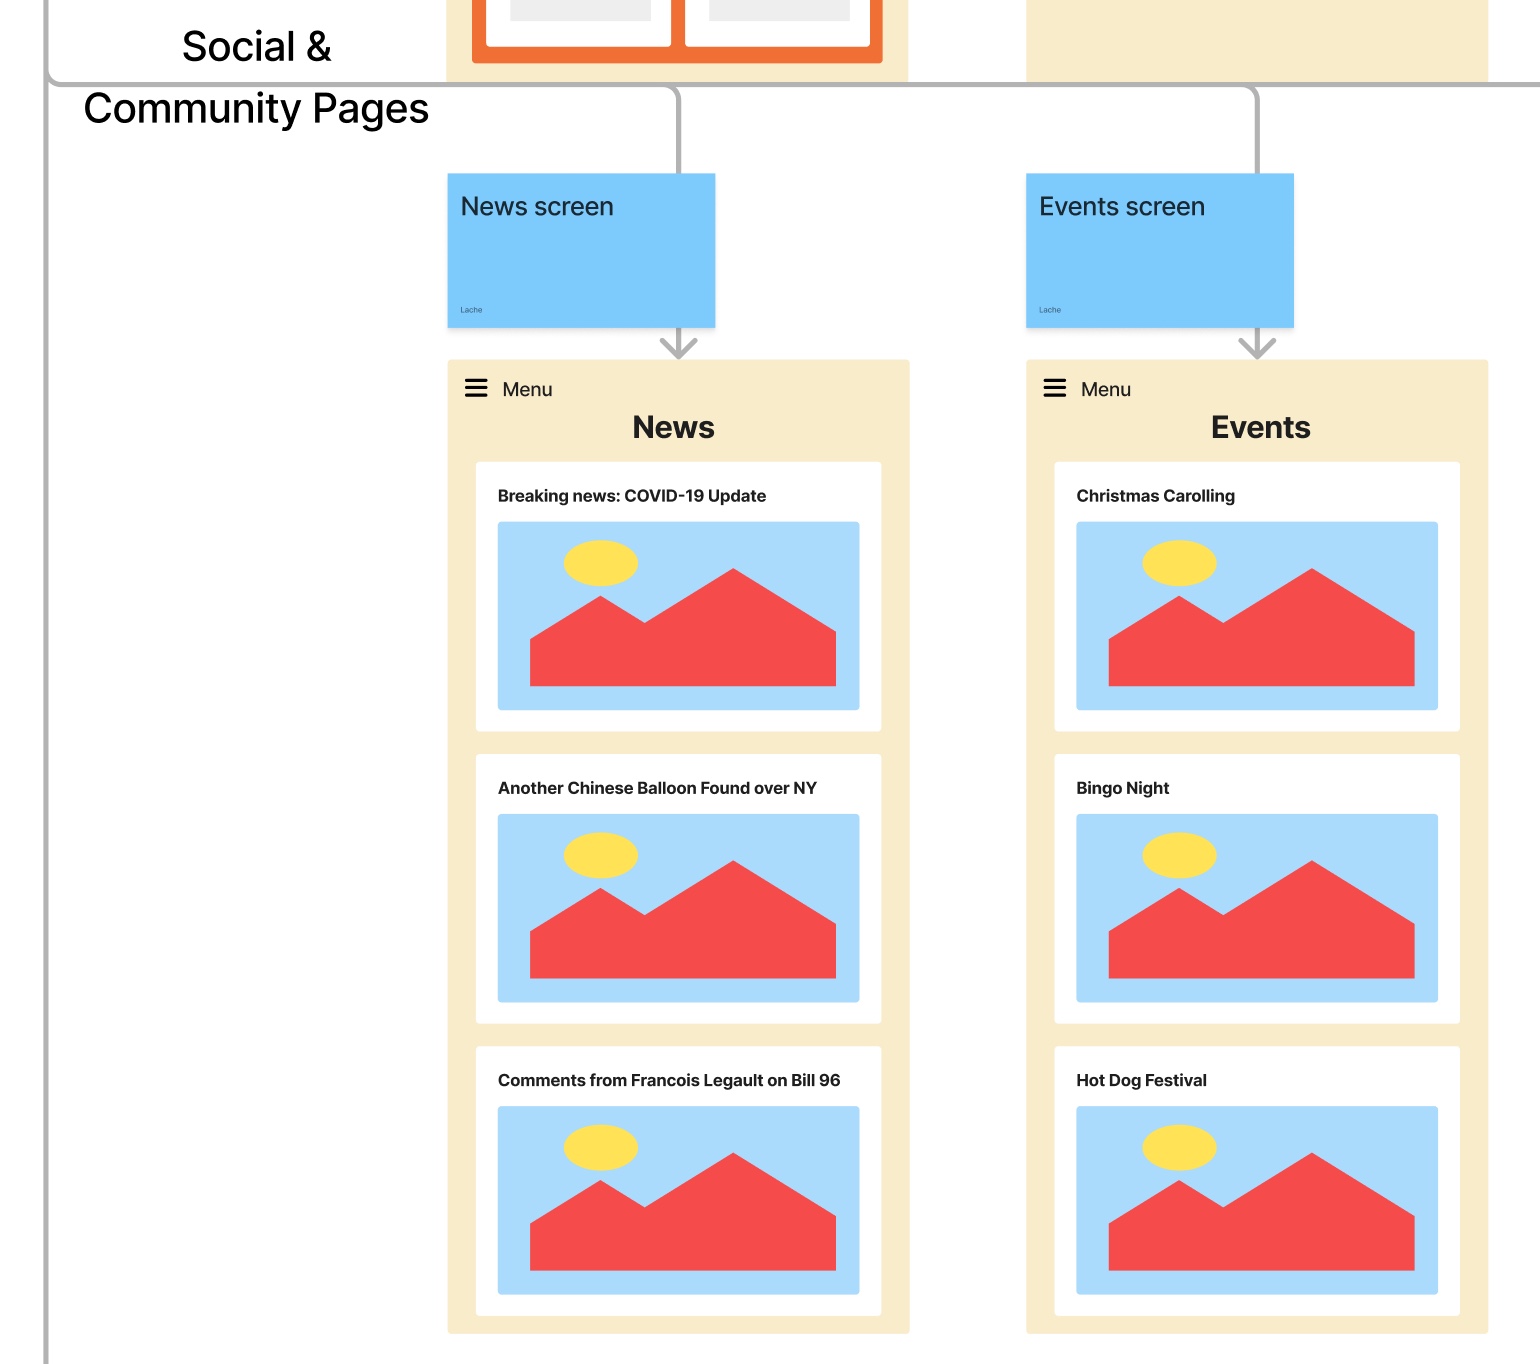 Social &
Community Pages
News screen
Lache
Events screen
Lache
Menu
News
Breaking news: COVID-19 Update
Another Chinese Balloon Found over NY
Comments from Francois Legault on Bill 96
Menu
Events
Christmas Carolling
Bingo Night
Hot Dog Festival